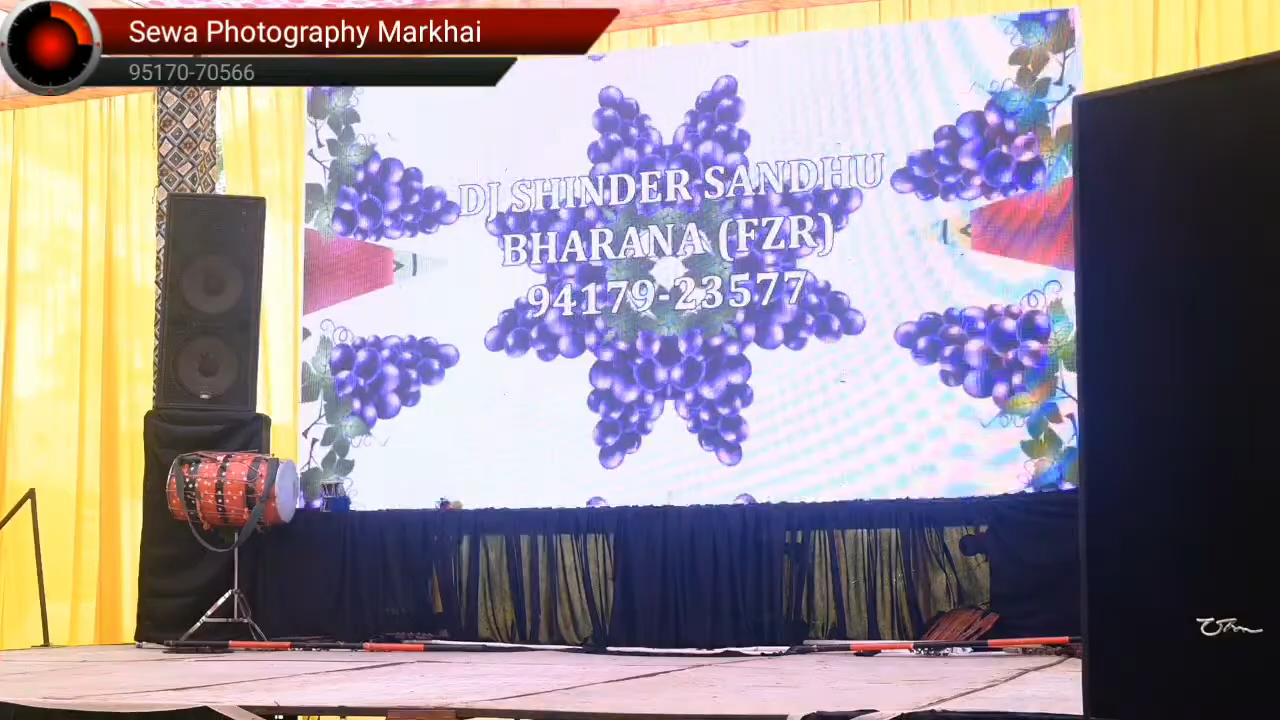 Sewa Photography Markhai
95170-70566
DJ SHINDER SANDHU
BHARANA (FZR)
94179-23577